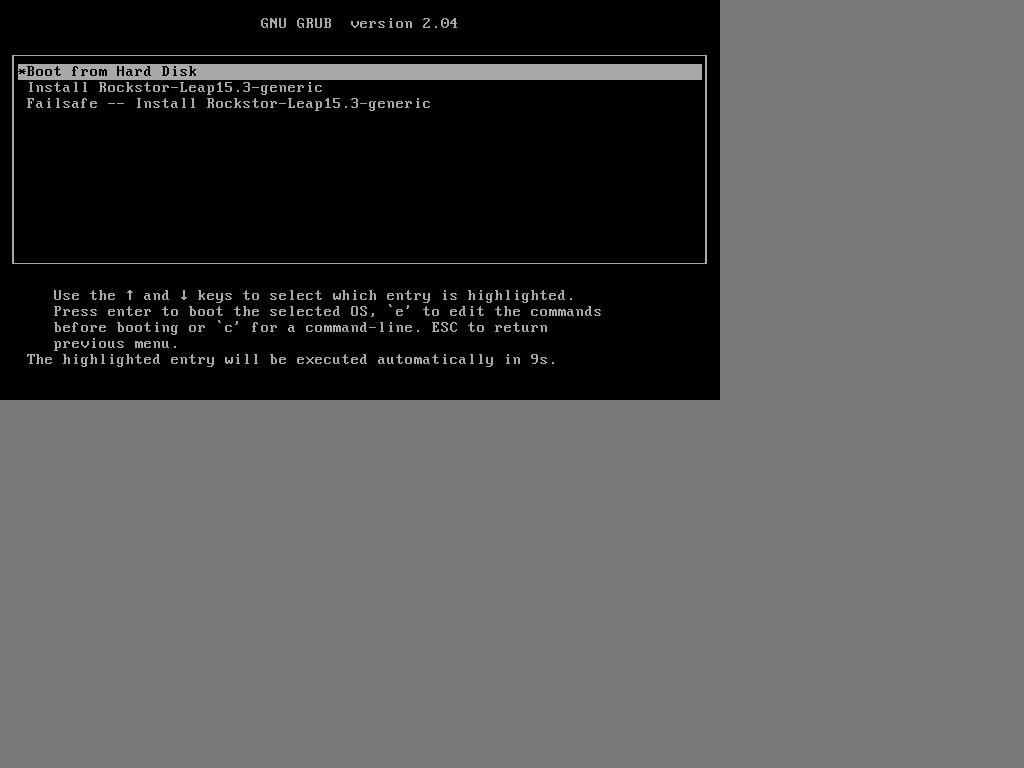 GNU GRUB  version 2.04
*Boot from Hard Disk
Install Rockstor-Leap15.3-generic
Failsafe -- Install Rockstor-Leap15.3-generic
Use the ↑ and ↓ keys to select which entry is highlighted.
Press enter to boot the selected OS, `e' to edit the commands
before booting or `c' for a command-line. ESC to return
previous menu.
The highlighted entry will be executed automatically in 9s.